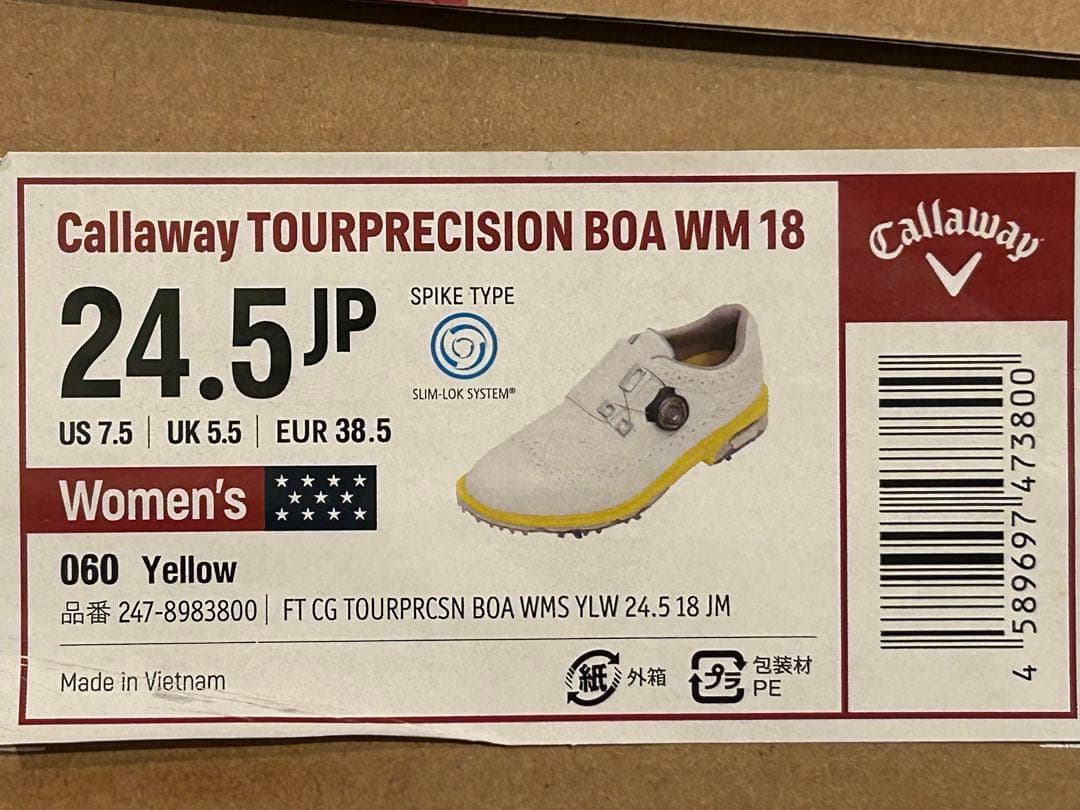 Callaway TOURPRECISION BOA WM 18
Callaway
24.5 JP
SPIKE TYPE
SLIM-LOK SYSTEM®
US 7.5 | UK 5.5 | EUR 38.5
Women's
060 Yellow
品番 247-8983800 | FT CG TOURPRCSN BOA WMS YLW 24.5 18 JM
Made in Vietnam
紙 外箱
プラ 包装材
PE
4 589697 473800